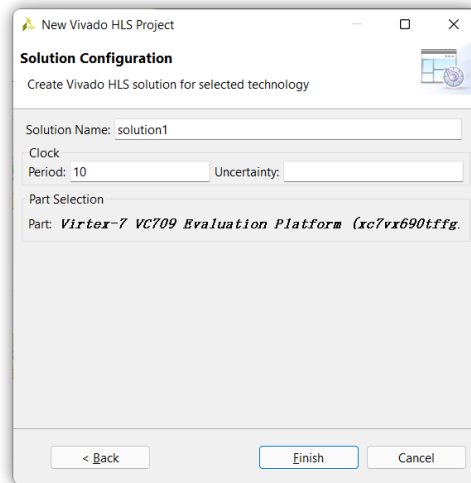 New Vivado HLS Project
Solution Configuration
Create Vivado HLS solution for selected technology
Solution Name: solution1
Clock
Period: 10 Uncertainty:
Part Selection
Part: Virtex-7 VC709 Evaluation Platform (xc7vx690tffg.
< Back Finish Cancel